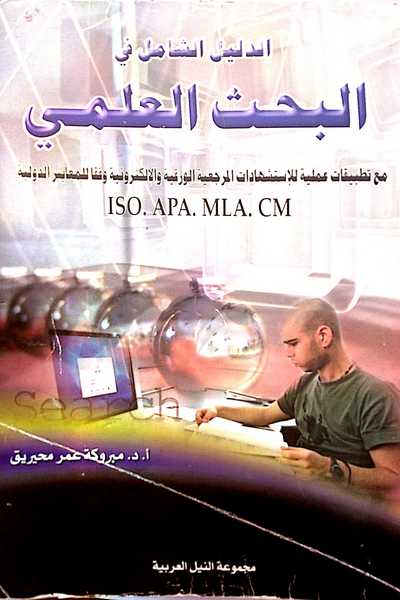 الدليل الشامل في
البحث العلمي
مع تطبيقات عملية للإستشهادات المرجعية الورقية والالكترونية وفقا للمعايير الدولية
ISO. APA. MLA. CM
Search
أ. د. مبروكة عمر محيريق
مجموعة النيل العربية